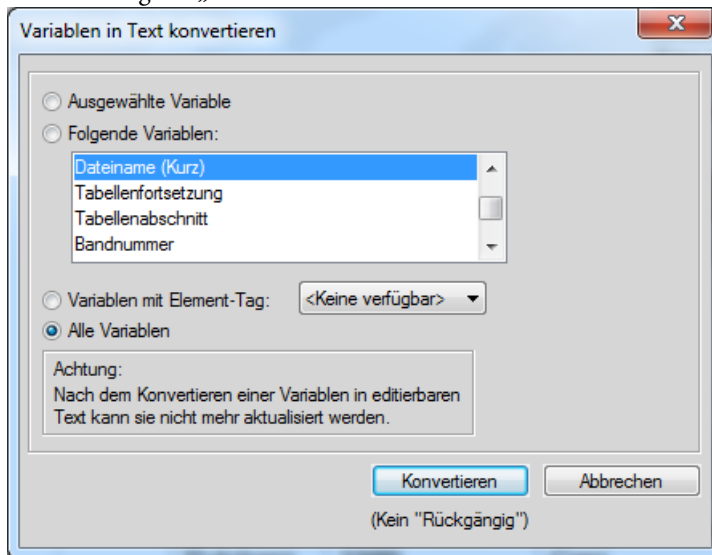 Variablen in Text konvertieren
Ausgewählte Variable
Folgende Variablen:
Dateiname (Kurz)
Tabellenfortsetzung
Tabellenabschnitt
Bandnummer
Variablen mit Element-Tag: <Keine verfügbar>
Alle Variablen
Achtung:
Nach dem Konvertieren einer Variablen in editierbaren
Text kann sie nicht mehr aktualisiert werden.
Konvertieren Abbrechen
(Kein "Rückgängig")